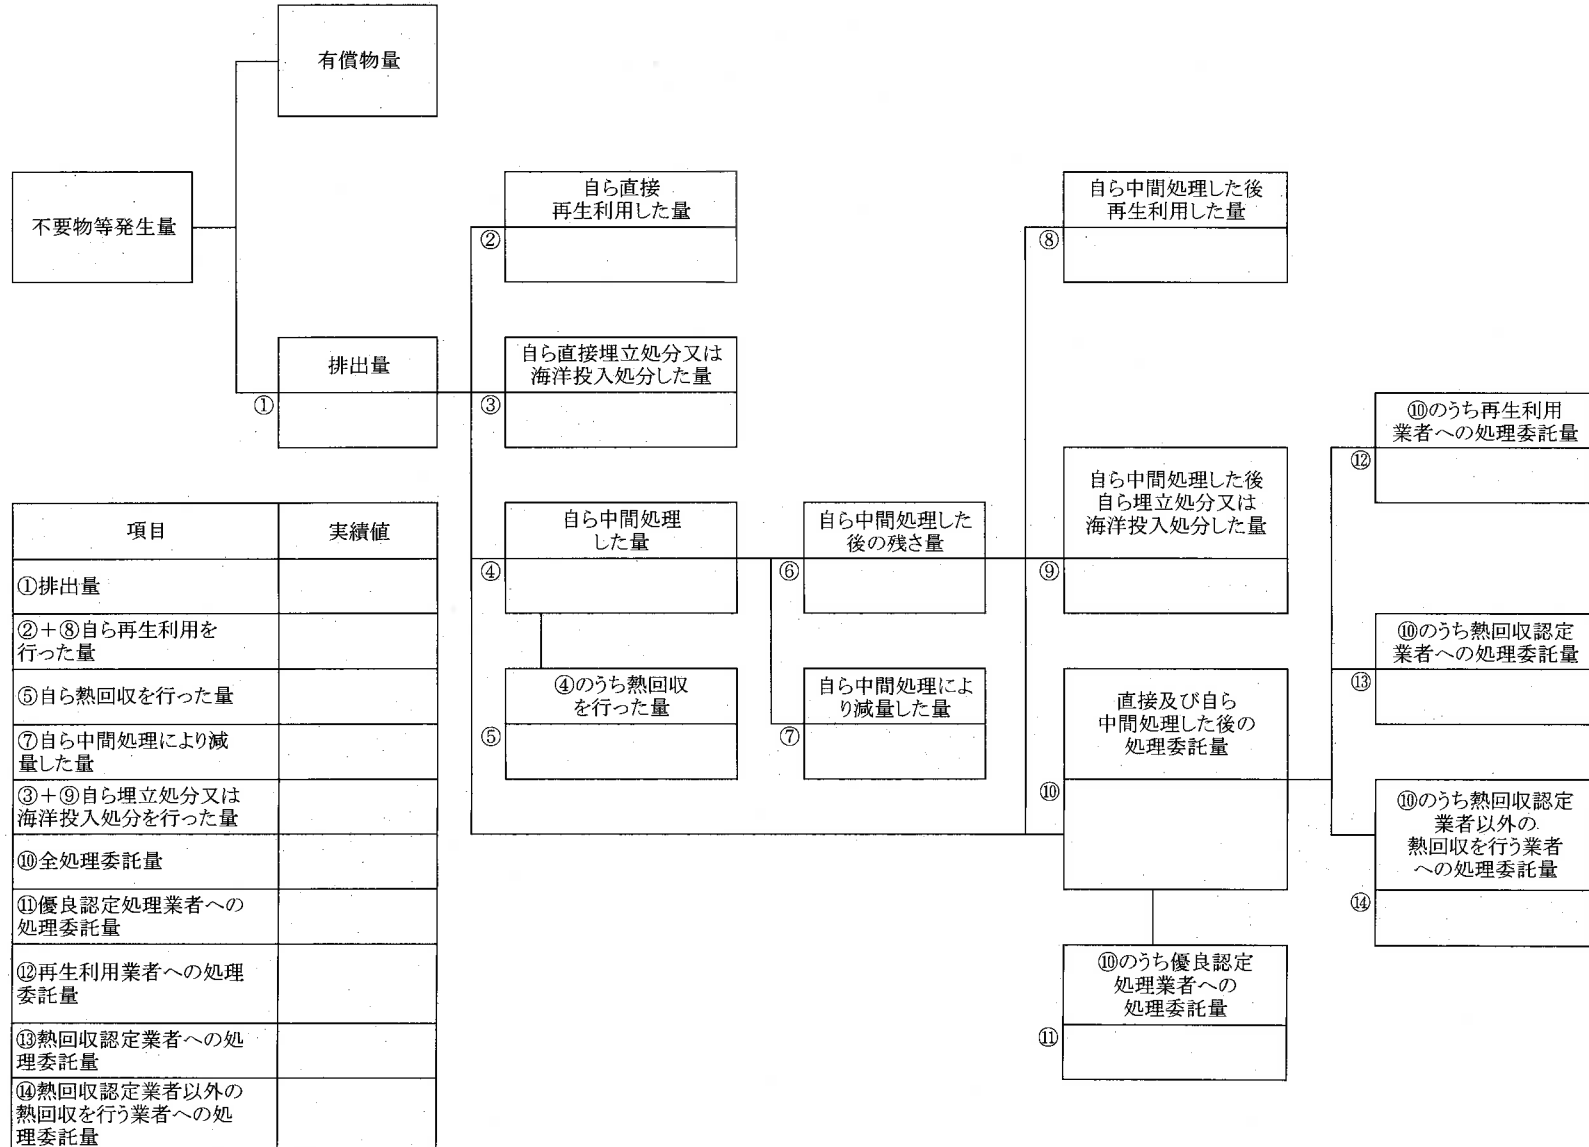 有償物量
不要物等発生量
排出量
①
自ら直接
再生利用した量
②
自ら直接埋立処分又は
海洋投入処分した量
③
自ら中間処理
した量
④
④のうち熱回収
を行った量
⑤
自ら中間処理した
後の残さ量
⑥
自ら中間処理によ
り減量した量
⑦
自ら中間処理した後
再生利用した量
⑧
自ら中間処理した後
自ら埋立処分又は
海洋投入処分した量
⑨
直接及び自ら
中間処理した後の
処理委託量
⑩
⑩のうち優良認定
処理業者への
処理委託量
⑪
⑩のうち再生利用
業者への処理委託量
⑫
⑩のうち熱回収認定
業者への処理委託量
⑬
⑩のうち熱回収認定
業者以外の
熱回収を行う業者
への処理委託量
⑭
項目 実績値
①排出量
②+⑧自ら再生利用を
行った量
⑤自ら熱回収を行った量
⑦自ら中間処理により減
量した量
③+⑨自ら埋立処分又は
海洋投入処分を行った量
⑩全処理委託量
⑪優良認定処理業者への
処理委託量
⑫再生利用業者への処理
委託量
⑬熱回収認定業者への処
理委託量
⑭熱回収認定業者以外の
熱回収を行う業者への処
理委託量